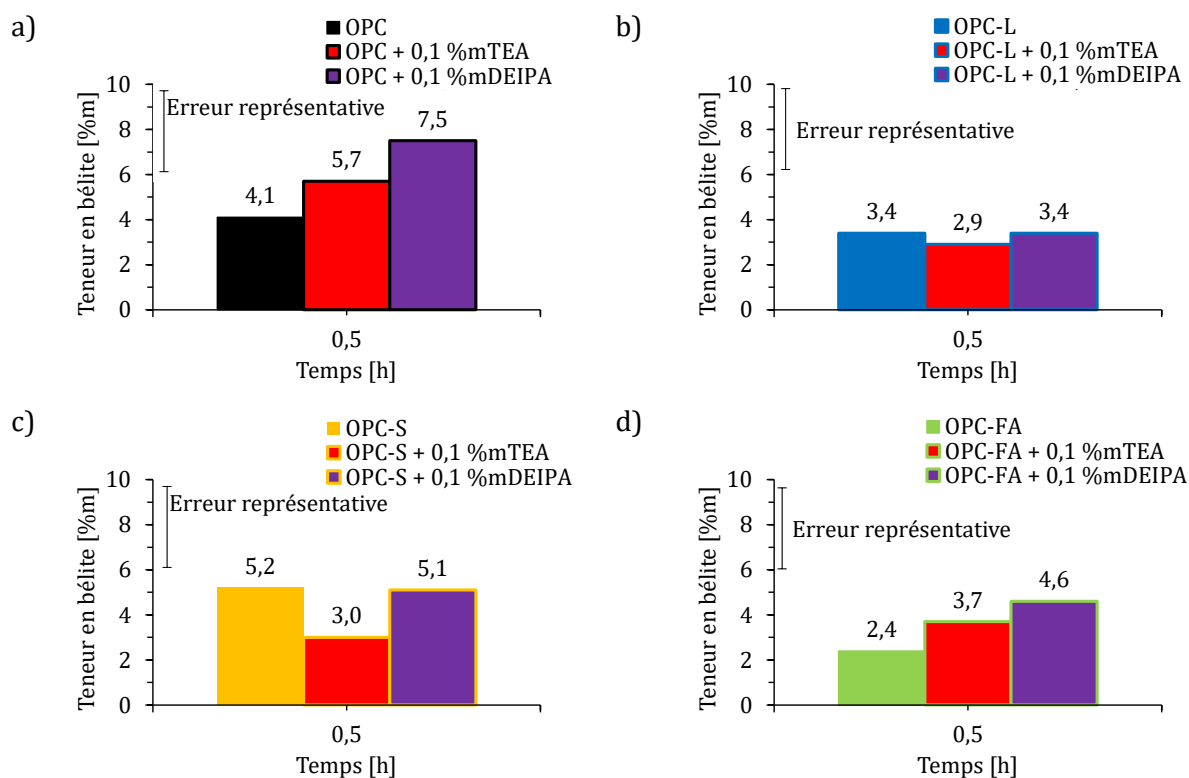 a)
OPC
OPC + 0,1 %mTEA
OPC + 0,1 %mDEIPA
Teneur en bélite [%m]
10
8
6
4
2
0
Erreur représentative
4,1
5,7
7,5
0,5
Temps [h]
b)
OPC-L
OPC-L + 0,1 %mTEA
OPC-L + 0,1 %mDEIPA
Teneur en bélite [%m]
10
8
6
4
2
0
Erreur représentative
3,4
2,9
3,4
0,5
Temps [h]
c)
OPC-S
OPC-S + 0,1 %mTEA
OPC-S + 0,1 %mDEIPA
Teneur en bélite [%m]
10
8
6
4
2
0
Erreur représentative
5,2
3,0
5,1
0,5
Temps [h]
d)
OPC-FA
OPC-FA + 0,1 %mTEA
OPC-FA + 0,1 %mDEIPA
Teneur en bélite [%m]
10
8
6
4
2
0
Erreur représentative
2,4
3,7
4,6
0,5
Temps [h]